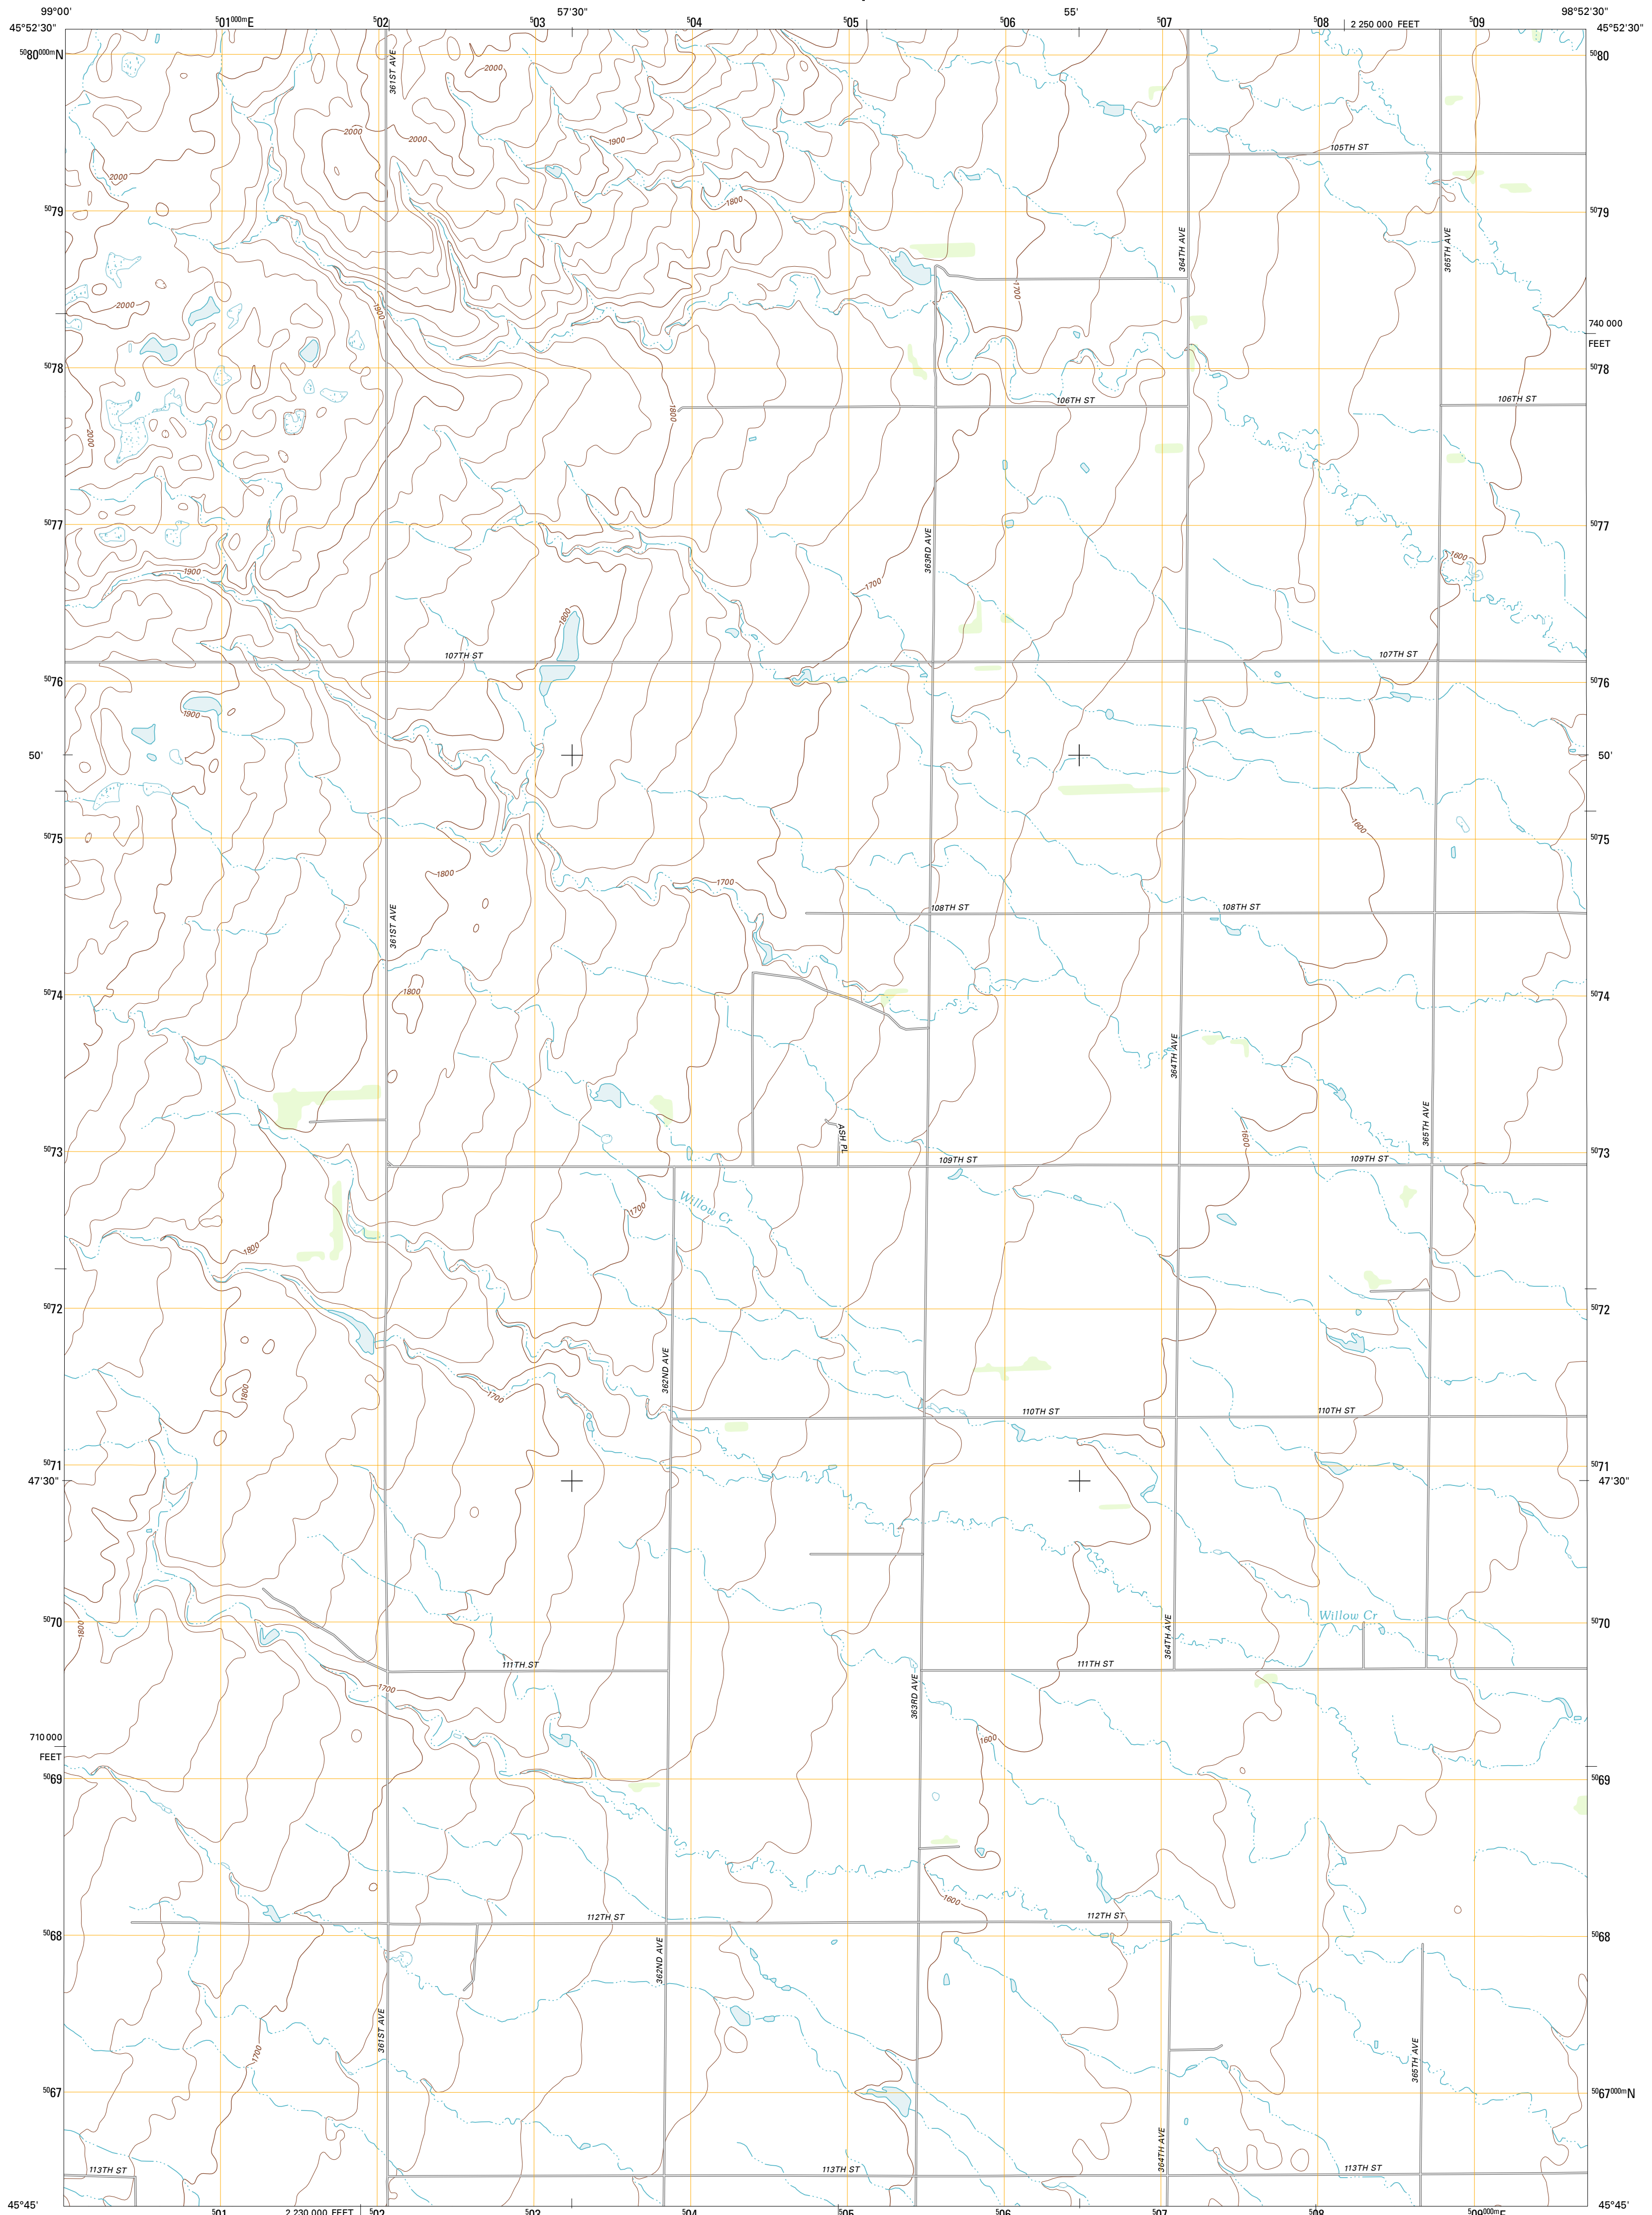 99°00' 57'30" 55' 2 250 000 FEET 98°52'30"
45°52'30" 501000mE 502 503 504 505 506 507 508 509 45°52'30"
5080000mN 5080
361ST AVE
2000
2000
2000
1900
105TH ST
2000
1800
5079 5079
364TH AVE
365TH AVE
1700
2000
1900
740 000
FEET
5078 5078
106TH ST
106TH ST
1800
2000
5077 5077
363RD AVE
1600
1900
1700
1800
107TH ST
107TH ST
5076 5076
1900
50' 50'
1600
5075 5075
1800
1700
108TH ST
108TH ST
361ST AVE
1800
5074 5074
364TH AVE
365TH AVE
1600
ASH PL
5073 5073
109TH ST
109TH ST
Willow Cr
1700
1800
5072 5072
362ND AVE
1800
1700
110TH ST
110TH ST
5071 5071
47'30" 47'30"
Willow Cr
5070 5070
1800
364TH AVE
111TH ST
111TH ST
1700
363RD AVE
710 000
FEET
1600
5069 5069
1600
112TH ST
112TH ST
5068 5068
362ND AVE
361ST AVE
1700
365TH AVE
5067 5067000mN
364TH AVE
113TH ST
113TH ST
113TH ST
45°45' 45°45'
501 2 230 000 FEET 502 503 504 505 506 507 508 509000mE